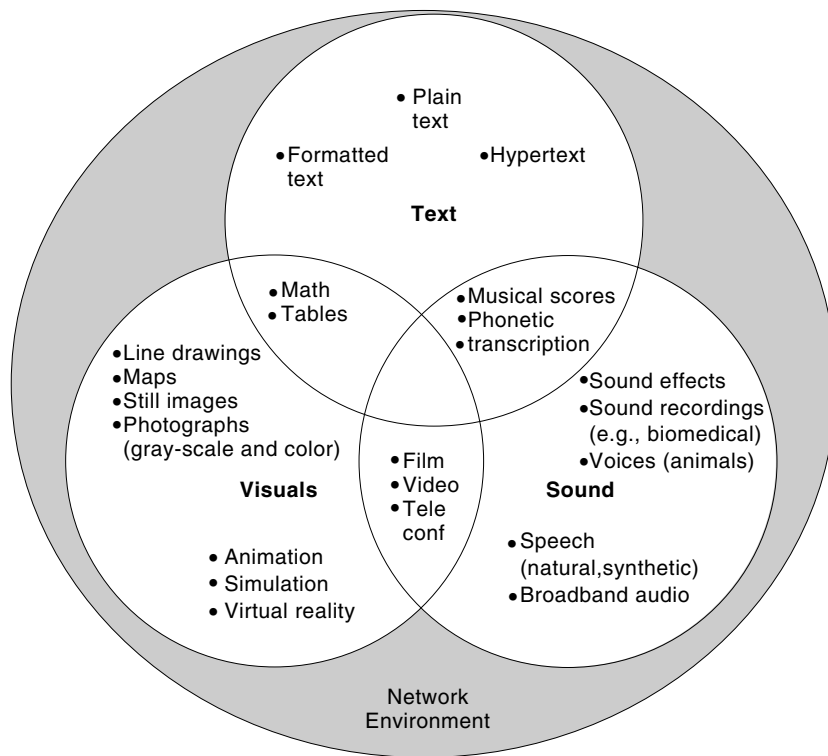 • Plain
text
• Formatted
text
• Hypertext
Text
• Math
• Tables
• Musical scores
• Phonetic
• transcription
• Line drawings
• Maps
• Still images
• Photographs
(gray-scale and color)
Visuals
• Animation
• Simulation
• Virtual reality
• Film
• Video
• Tele
conf
• Sound effects
• Sound recordings
(e.g., biomedical)
• Voices (animals)
Sound
• Speech
(natural,synthetic)
• Broadband audio
Network
Environment